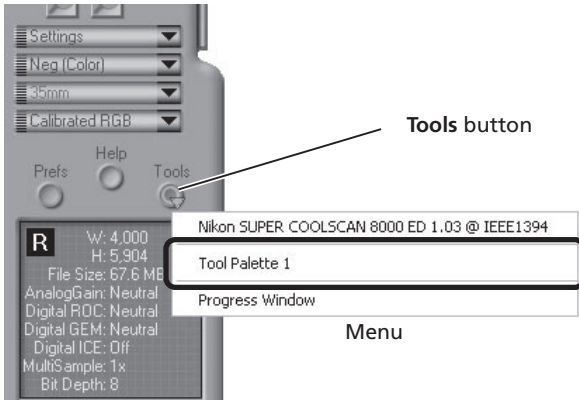 Settings
Neg (Color)
35mm
Calibrated RGB
Tools button
Prefs
Help
Tools
Nikon SUPER COOLSCAN 8000 ED 1.03 @ IEEE1394
Tool Palette 1
Progress Window
Menu
R
W: 4,000
H: 5,904
File Size: 67.6 MB
AnalogGain: Neutral
Digital ROC: Neutral
Digital GEM: Neutral
Digital ICE: Off
MultiSample: 1x
Bit Depth: 8